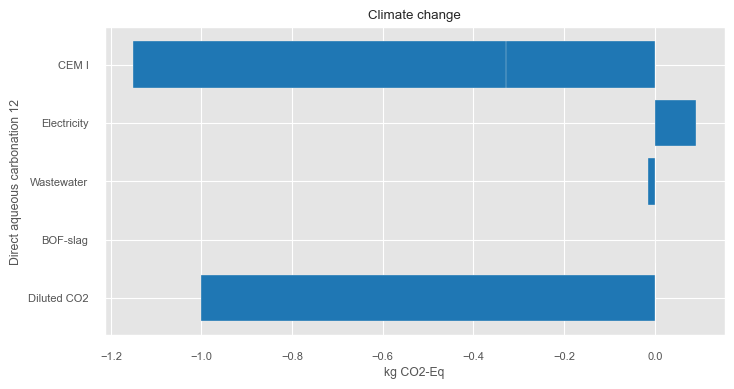 Climate change
Direct aqueous carbonation 12
CEM I
Electricity
Wastewater
BOF-slag
Diluted CO2
−1.2 −1.0 −0.8 −0.6 −0.4 −0.2 0.0
kg CO2-Eq